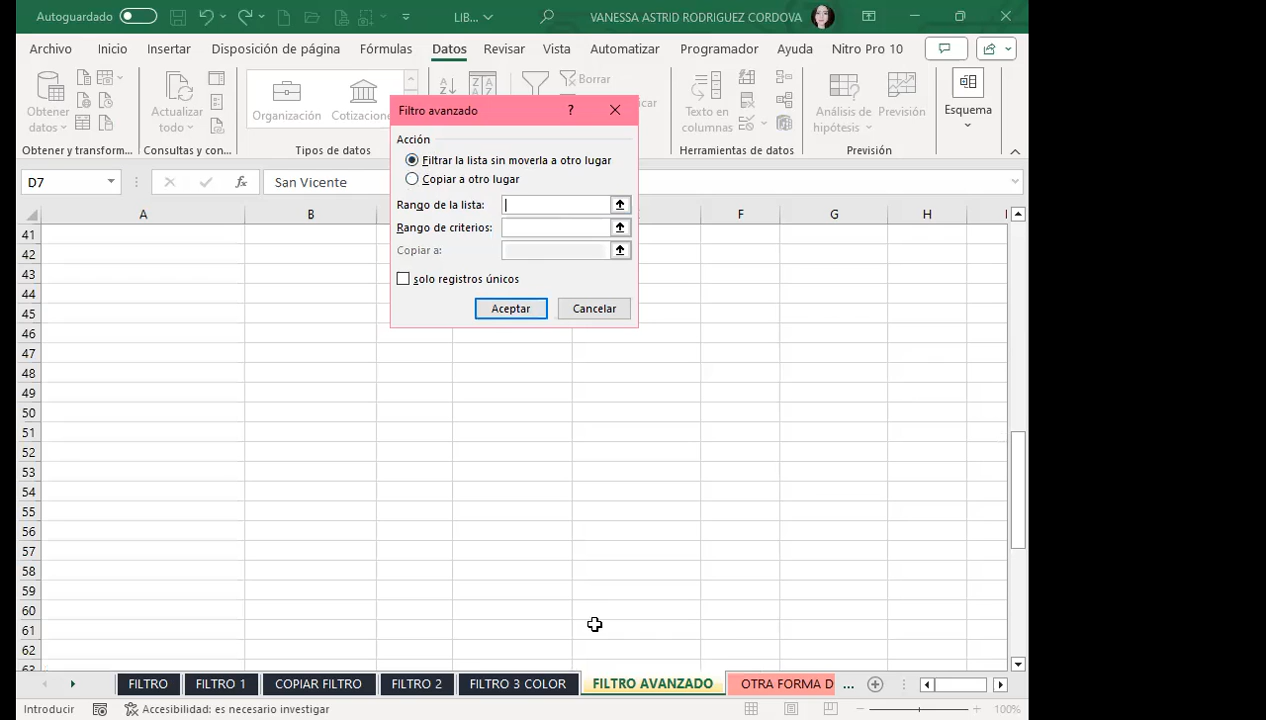 Autoguardado LIB... VANESSA ASTRID RODRIGUEZ CORDOVA
Archivo Inicio Insertar Disposición de página Fórmulas Datos Revisar Vista Automatizar Programador Ayuda Nitro Pro 10
Obtener datos
Actualizar todo
Organización
Borrar
Texto en columnas
Análisis de hipótesis
Previsión
Esquema
Obtener y transform... Consultas y con... Tipos de datos Herramientas de datos Previsión
Filtro avanzado ?
Acción
Filtrar la lista sin moverla a otro lugar
Copiar a otro lugar
Rango de la lista:
Rango de criterios:
Copiar a:
solo registros únicos
Aceptar Cancelar
D7 fx San Vicente
A B F G H
41
42
43
44
45
46
47
48
49
50
51
52
53
54
55
56
57
58
59
60
61
62
FILTRO FILTRO 1 COPIAR FILTRO FILTRO 2 FILTRO 3 COLOR FILTRO AVANZADO OTRA FORMA D ...
Introducir Accesibilidad: es necesario investigar 100%